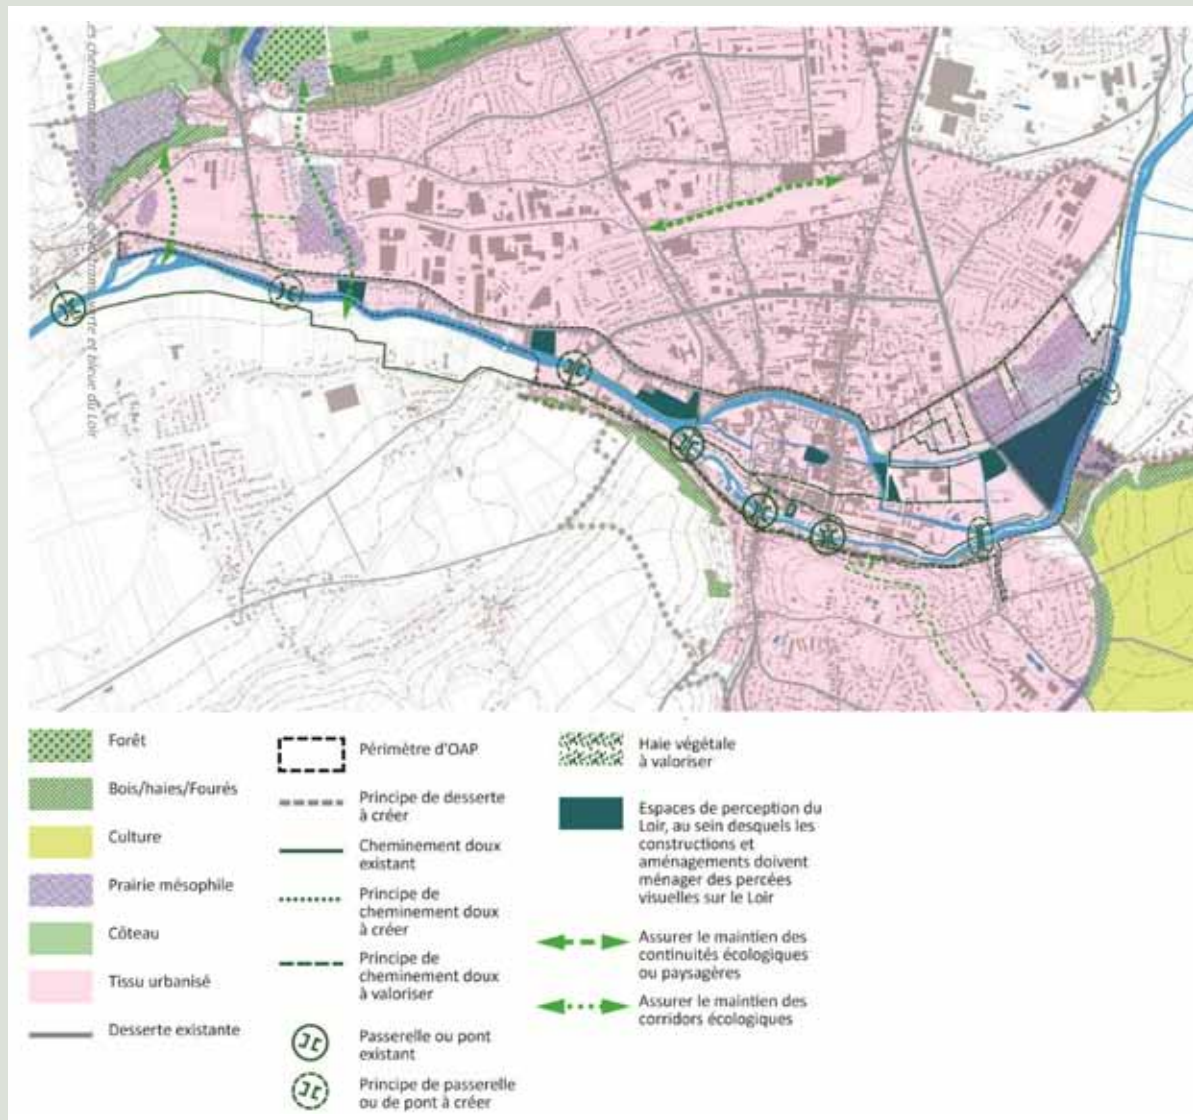 Forêt
Bois/haies/Fourés
Culture
Prairie mésophile
Côteau
Tissu urbanisé
Desserte existante
Périmètre d'OAP
Principe de desserte
à créer
Cheminement doux
existant
Principe de
cheminement doux
à créer
Principe de
cheminement doux
à valoriser
Passerelle ou pont
existant
Principe de passerelle
ou de pont à créer
Haie végétale
à valoriser
Espaces de perception du
Loir, au sein desquels les
constructions et
aménagements doivent
ménager des percées
visuelles sur le Loir
Assurer le maintien des
continuités écologiques
ou paysagères
Assurer le maintien des
corridors écologiques
et bleue du Loir